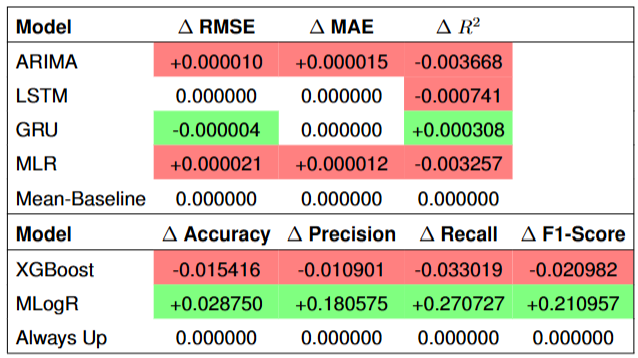 Model Δ RMSE Δ MAE Δ R²
ARIMA +0.000010 +0.000015 -0.003668
LSTM 0.000000 0.000000 -0.000741
GRU -0.000004 0.000000 +0.000308
MLR +0.000021 +0.000012 -0.003257
Mean-Baseline 0.000000 0.000000 0.000000
Model Δ Accuracy Δ Precision Δ Recall Δ F1-Score
XGBoost -0.015416 -0.010901 -0.033019 -0.020982
MLogR +0.028750 +0.180575 +0.270727 +0.210957
Always Up 0.000000 0.000000 0.000000 0.000000